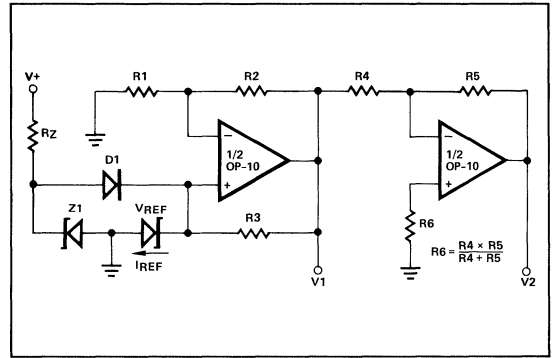 V+
R1
R2
R4
R5
RZ
D1
−
1/2
OP-10
+
−
1/2
OP-10
+
Z1
VREF
IREF
R3
R6
R6 = R4 × R5
R4 + R5
V1
V2